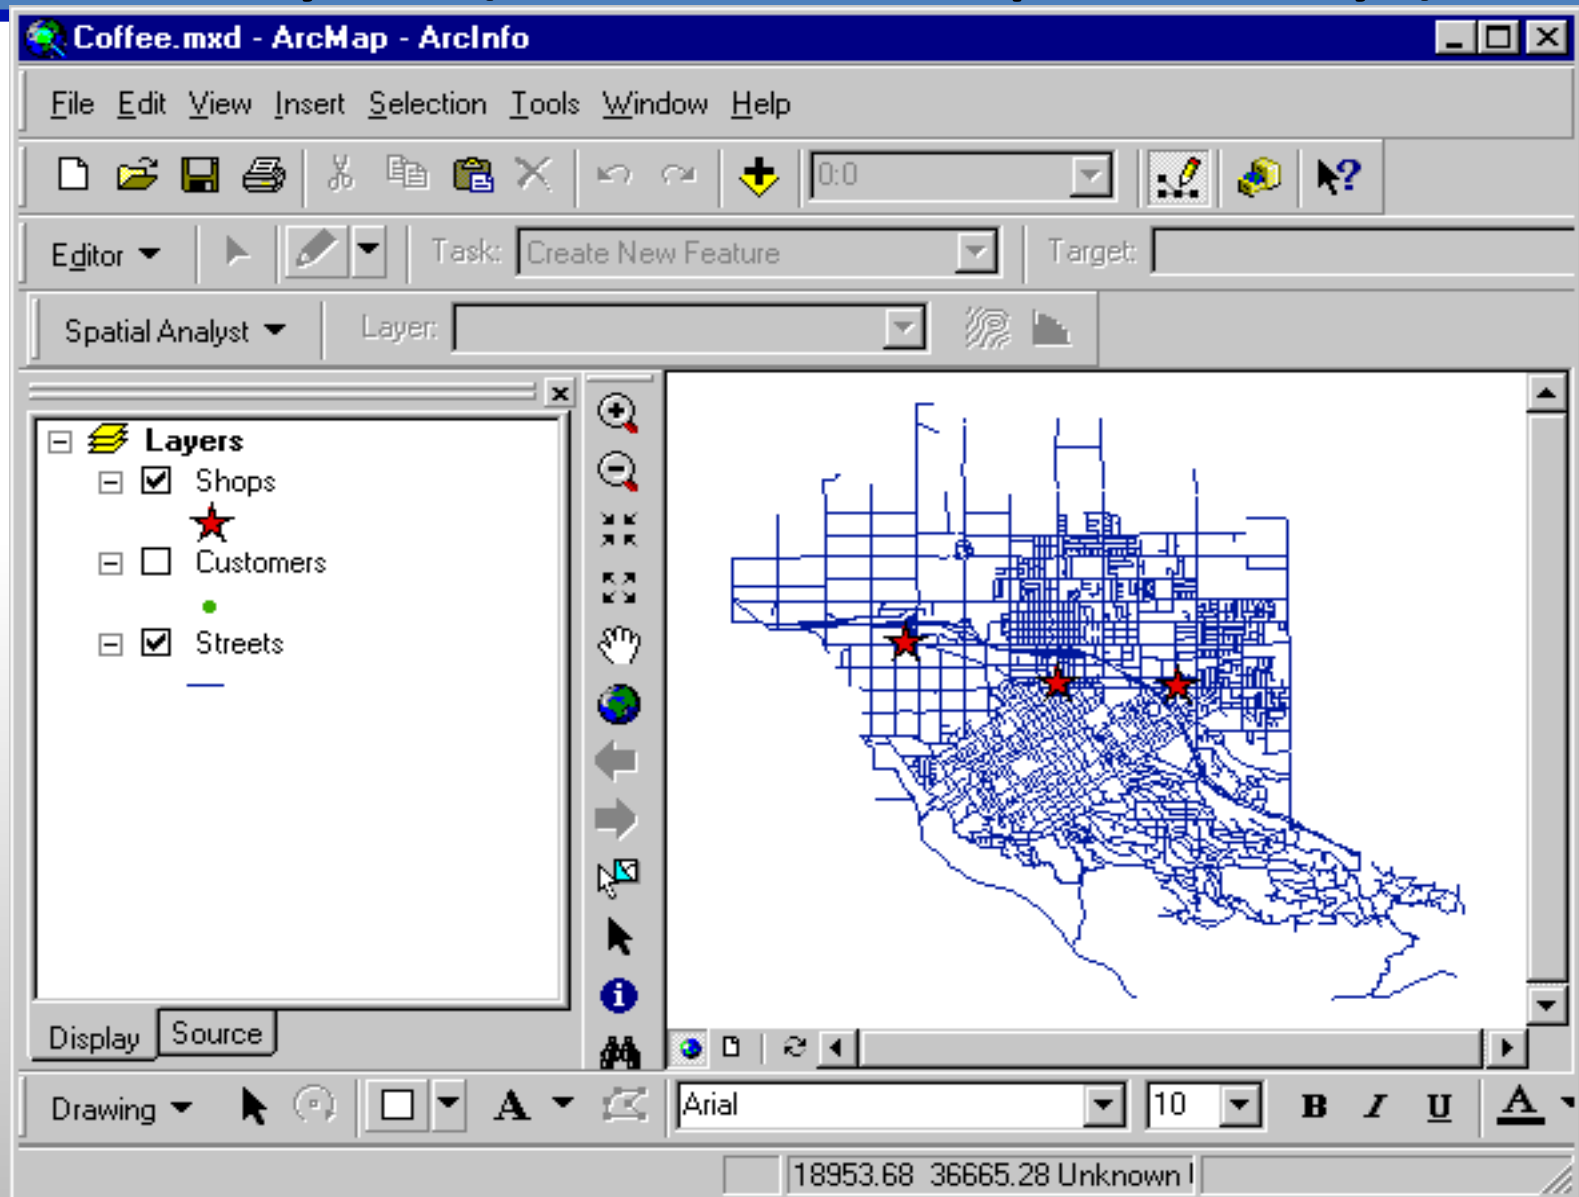 Coffee.mxd - ArcMap - ArcInfo
File Edit View Insert Selection Tools Window Help
0:0
Editor Task: Create New Feature Target:
Spatial Analyst Layer:
Layers
Shops
Customers
Streets
Display Source
Drawing A Arial 10 B I U A
18953.68 36665.28 Unknown